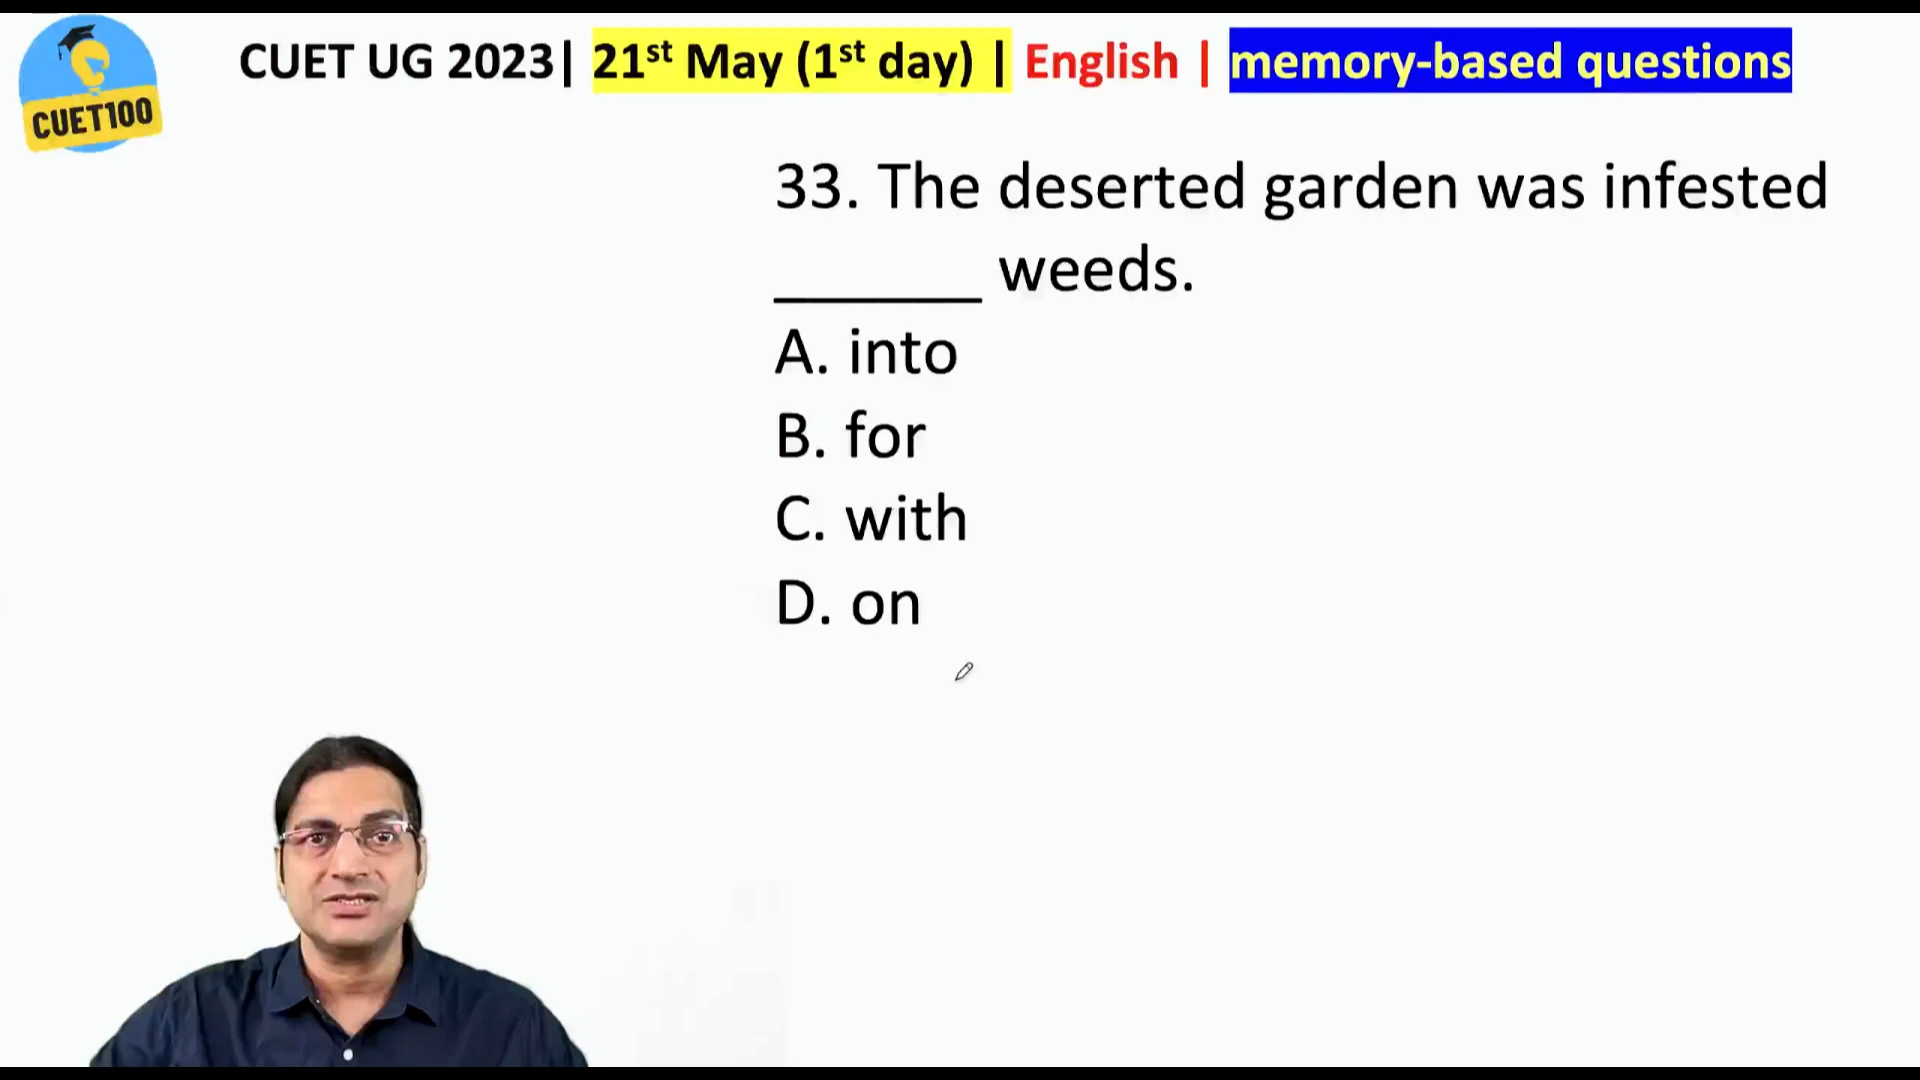 CUET UG 2023| 21st May (1st day) | English | memory-based questions
CUET100
33. The deserted garden was infested
_______ weeds.
A. into
B. for
C. with
D. on